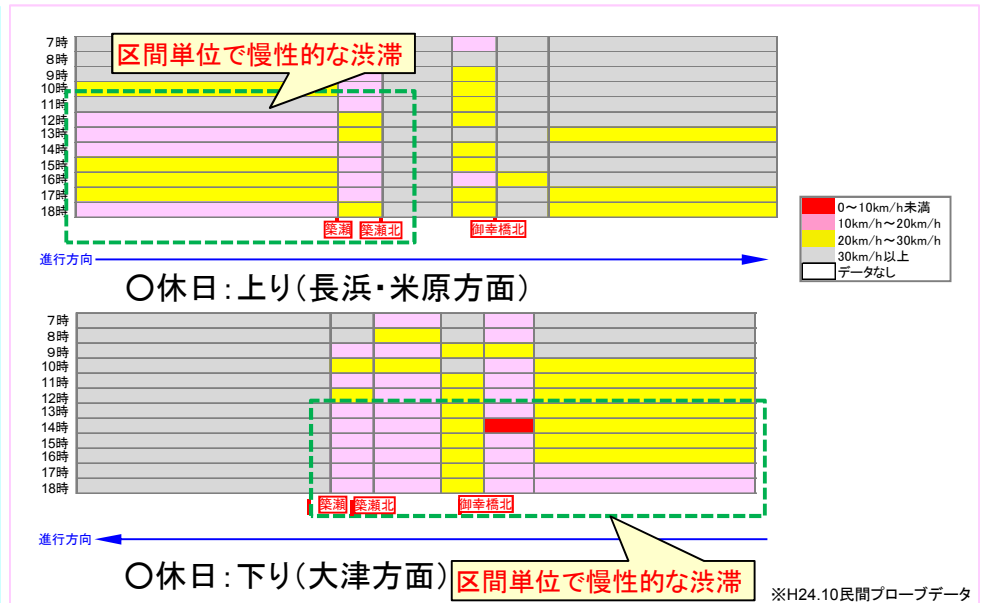 7時
8時
9時
10時
11時
12時
13時
14時
15時
16時
17時
18時
区間単位で慢性的な渋滞
築瀬
築瀬北
御幸橋北
進行方向
0～10km/h未満
10km/h～20km/h
20km/h～30km/h
30km/h以上
データなし
○休日:上り(長浜・米原方面)
7時
8時
9時
10時
11時
12時
13時
14時
15時
16時
17時
18時
築瀬
築瀬北
御幸橋北
進行方向
○休日:下り(大津方面)
区間単位で慢性的な渋滞
※H24.10民間プローブデータ